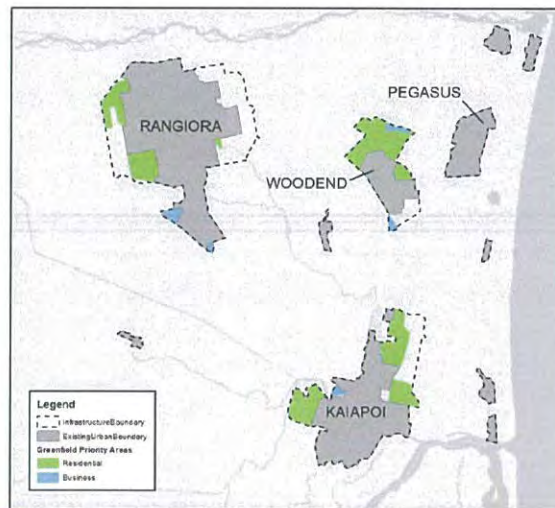 PEGASUS
RANGIORA
WOODEND
KAIAPOI
Legend
InfrastructureBoundary
ExistingUrbanBoundary
Greenfield Priority Areas
Residential
Business